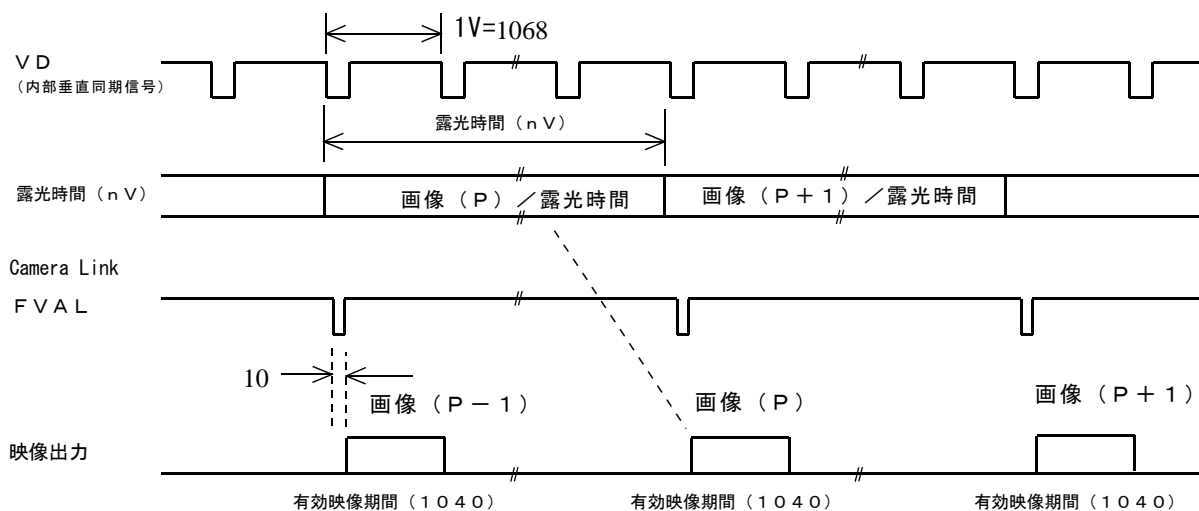 1V=1068
ＶＤ
（内部垂直同期信号）
露光時間（ｎＶ）
露光時間（ｎＶ）
画像（Ｐ）／露光時間
画像（Ｐ＋１）／露光時間
Camera Link
ＦＶＡＬ
10
画像（Ｐ－１）
画像（Ｐ）
画像（Ｐ＋１）
映像出力
有効映像期間（１０４０）
有効映像期間（１０４０）
有効映像期間（１０４０）